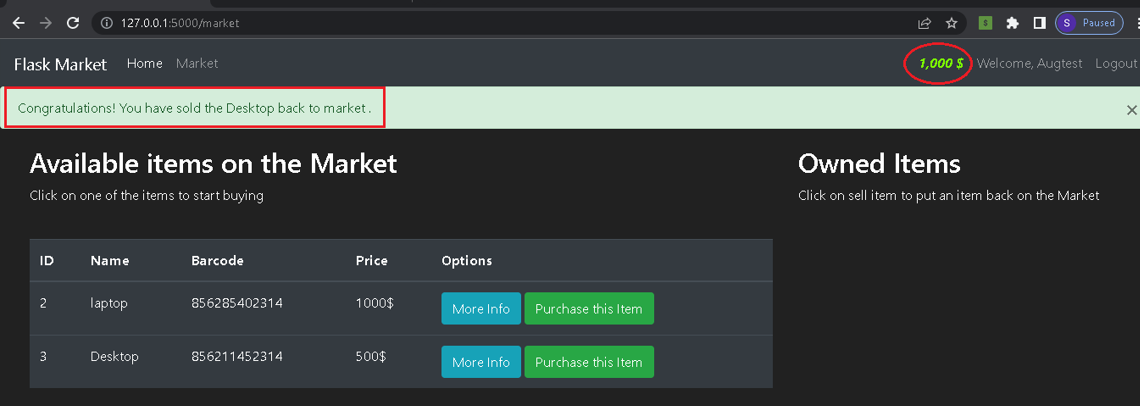 127.0.0.1:5000/market
$
S Paused
Flask Market Home Market 1,000 $ Welcome, Augtest Logout
Congratulations! You have sold the Desktop back to market .
×
Available items on the Market
Click on one of the items to start buying
Owned Items
Click on sell item to put an item back on the Market
ID Name Barcode Price Options
2 laptop 856285402314 1000$ More Info Purchase this Item
3 Desktop 856211452314 500$ More Info Purchase this Item